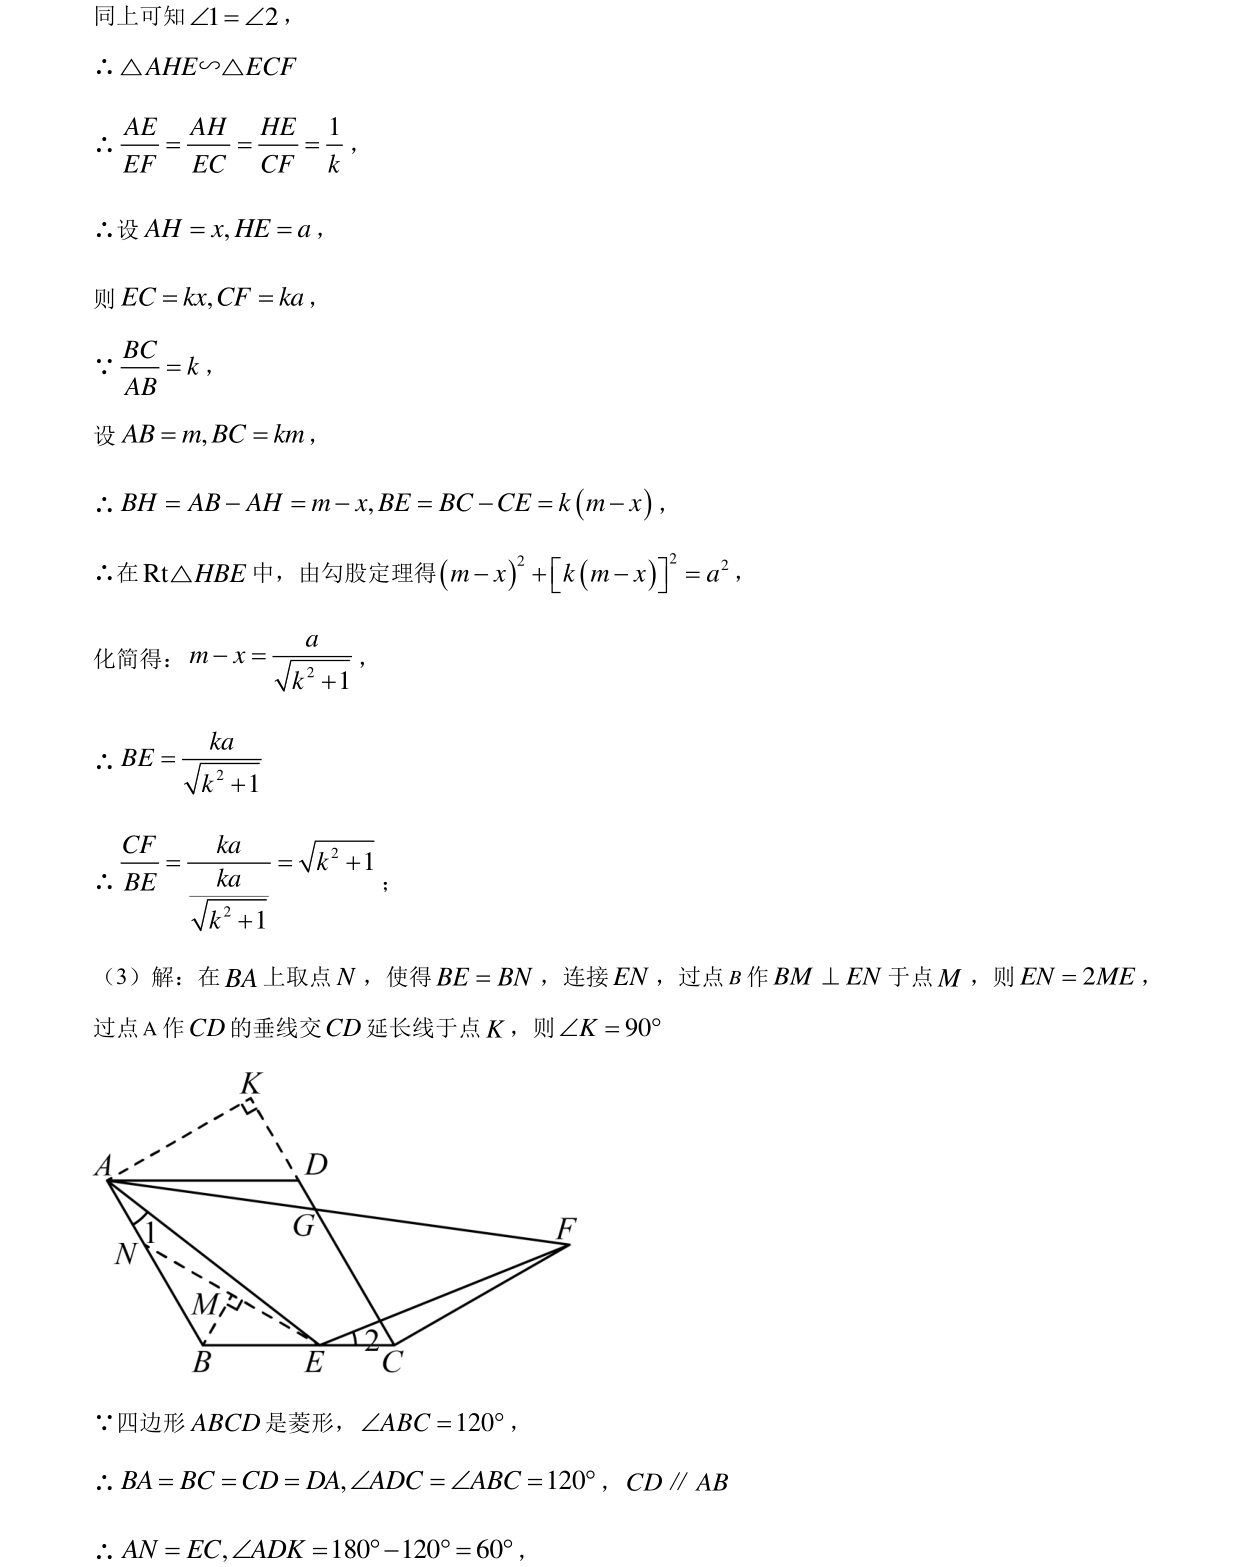 同上可知∠1=∠2，
∴△AHE∽△ECF
∴AE/EF=AH/EC=HE/CF=1/k，
∴设AH=x,HE=a，
则EC=kx,CF=ka，
∵BC/AB=k，
设AB=m,BC=km，
∴BH=AB−AH=m−x,BE=BC−CE=k(m−x)，
∴在Rt△HBE中，由勾股定理得(m−x)²+[k(m−x)]²=a²，
化简得：m−x=a/√(k²+1)，
∴BE=ka/√(k²+1)
∴CF/BE=ka/(ka/√(k²+1))=√(k²+1)；
（3）解：在BA上取点N，使得BE=BN，连接EN，过点B作BM⊥EN于点M，则EN=2ME，
过点A作CD的垂线交CD延长线于点K，则∠K=90°
K
A D
G F
1
N
M
2
B E C
∵四边形ABCD是菱形，∠ABC=120°，
∴BA=BC=CD=DA,∠ADC=∠ABC=120°，CD∥AB
∴AN=EC,∠ADK=180°−120°=60°，